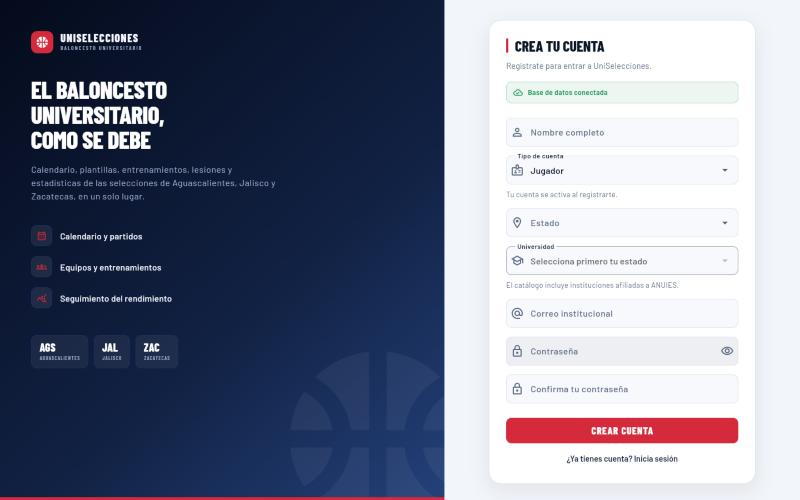 UNISELECCIONES
BALONCESTO UNIVERSITARIO
EL BALONCESTO
UNIVERSITARIO,
COMO SE DEBE
Calendario, plantillas, entrenamientos, lesiones y
estadísticas de las selecciones de Aguascalientes, Jalisco y
Zacatecas, en un solo lugar.
Calendario y partidos
Equipos y entrenamientos
Seguimiento del rendimiento
AGS
AGUASCALIENTES
JAL
JALISCO
ZAC
ZACATECAS
CREA TU CUENTA
Regístrate para entrar a UniSelecciones.
Base de datos conectada
Nombre completo
Tipo de cuenta
Jugador
Tu cuenta se activa al registrarte.
Estado
Universidad
Selecciona primero tu estado
El catálogo incluye instituciones afiliadas a ANUIES.
Correo institucional
Contraseña
Confirma tu contraseña
CREAR CUENTA
¿Ya tienes cuenta? Inicia sesión